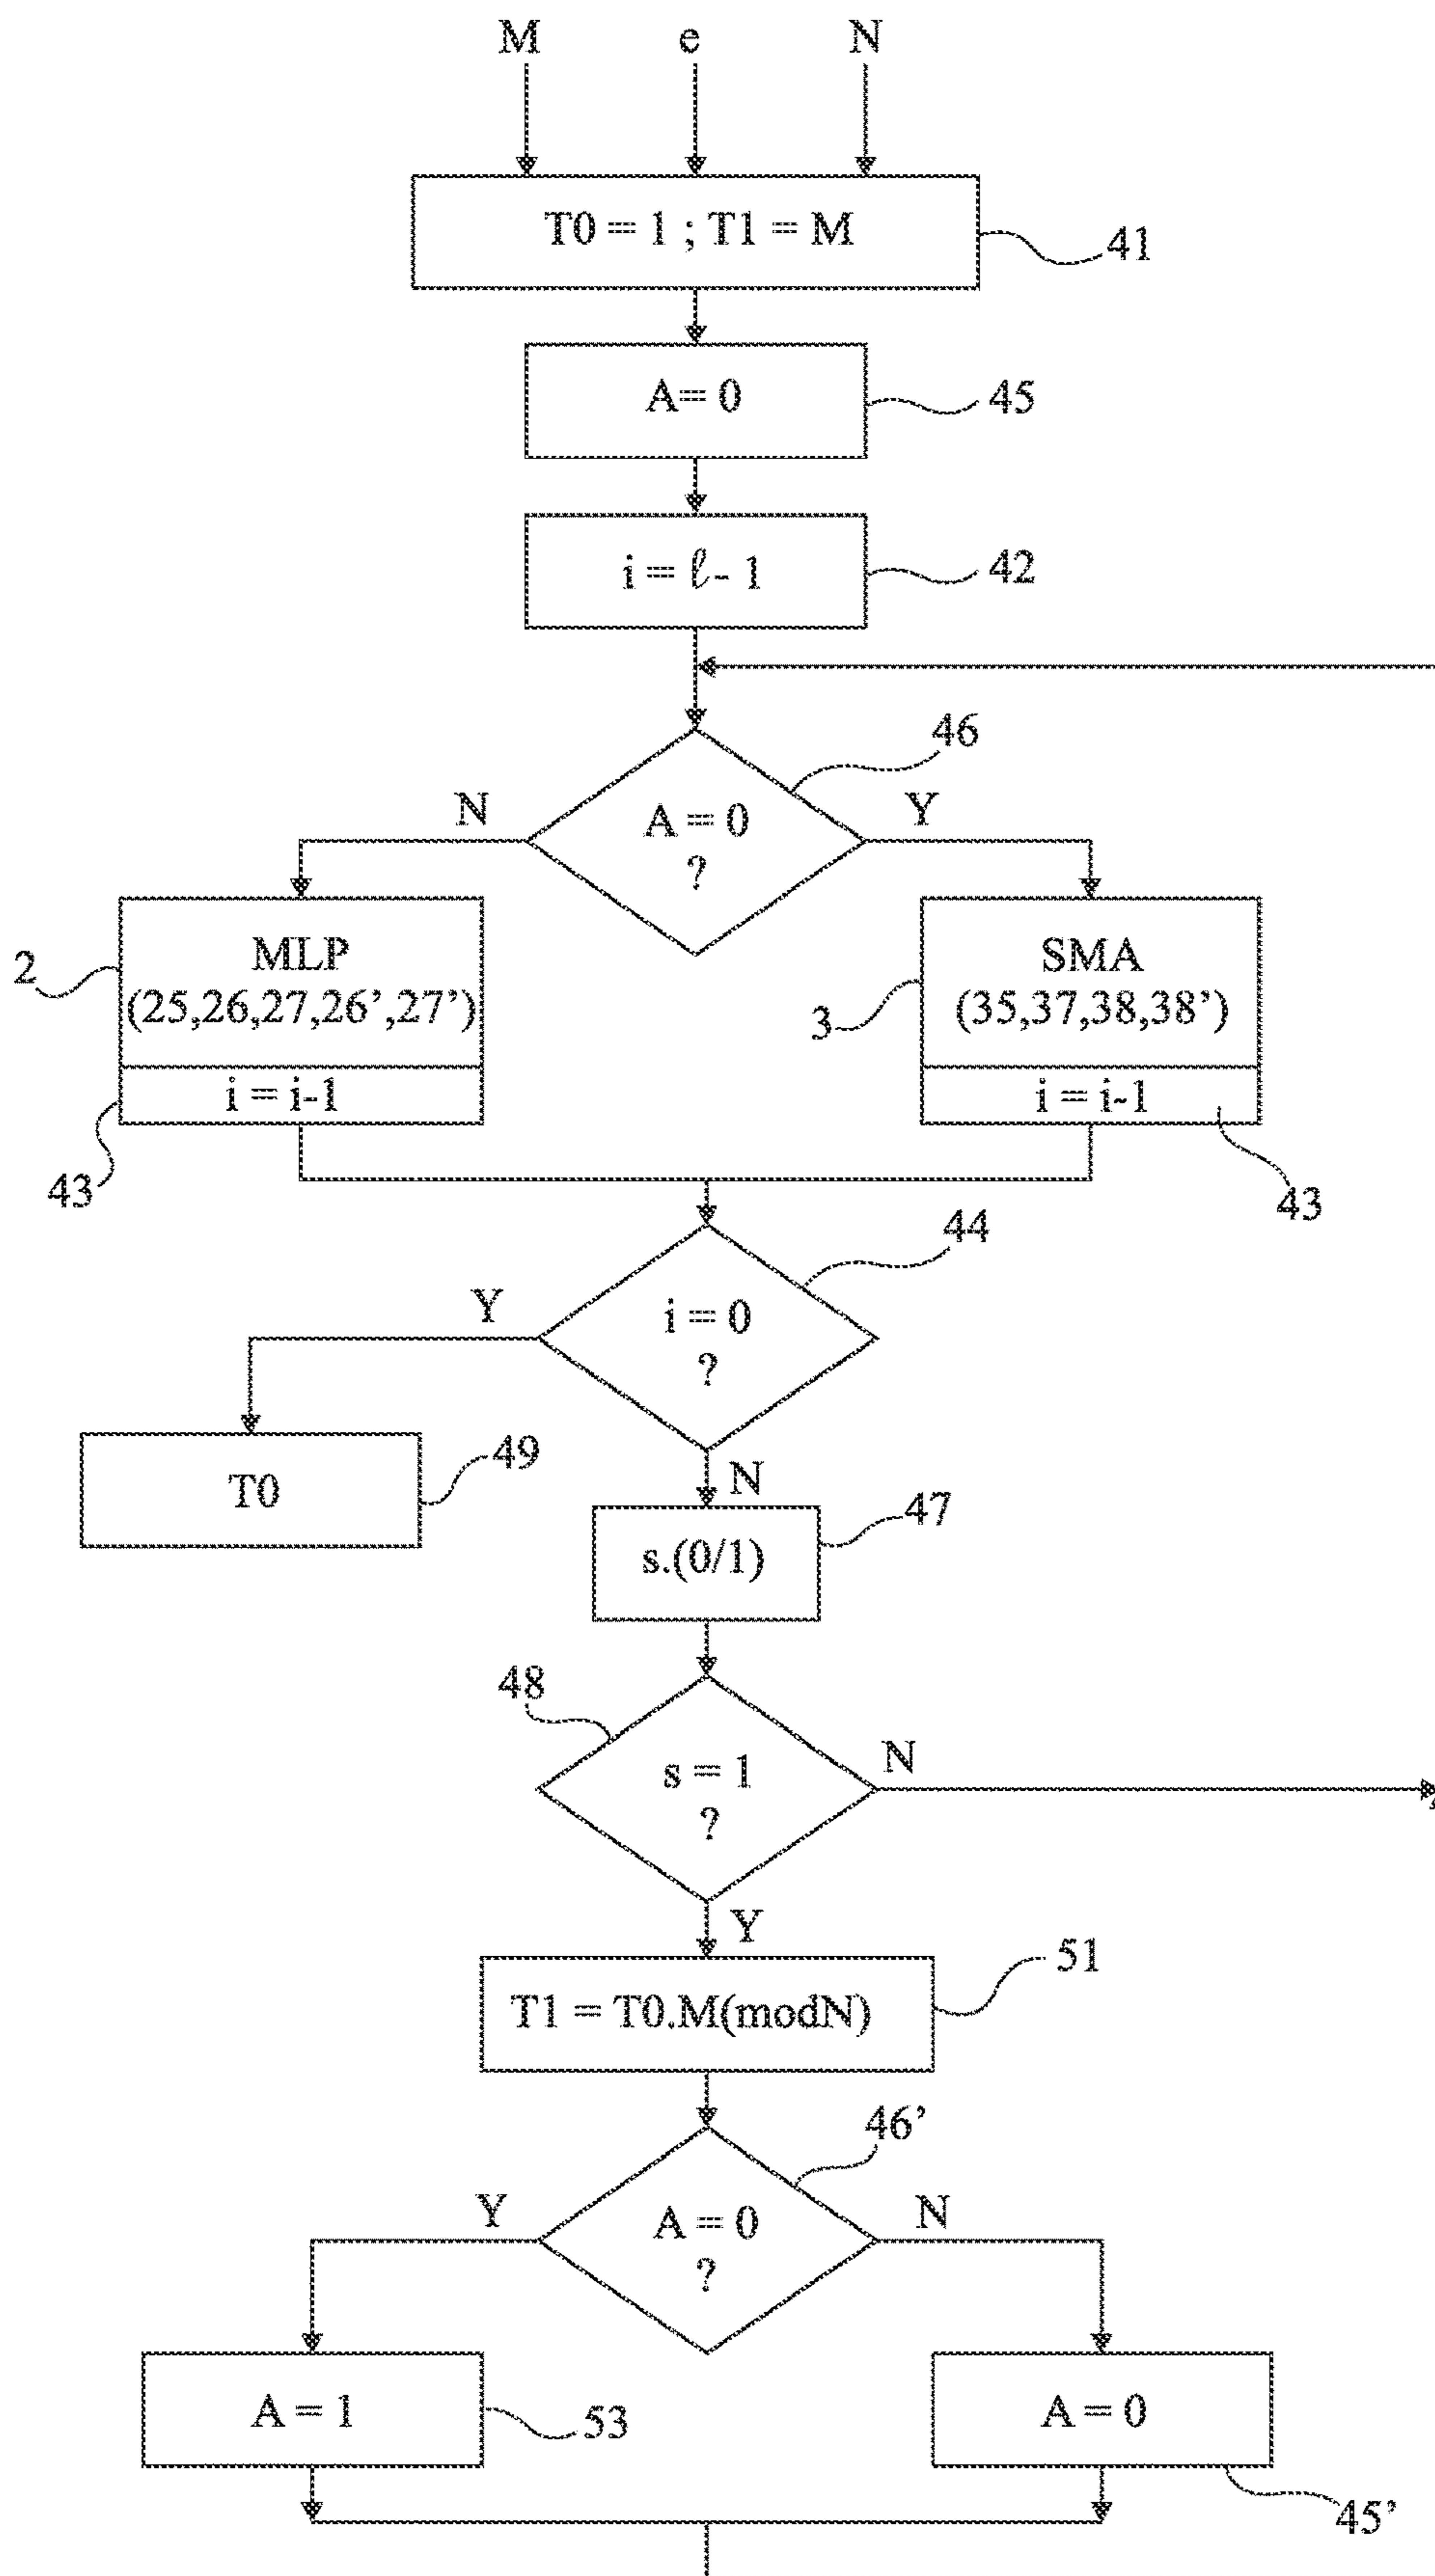 M e N
T0 = 1 ; T1 = M
41
A= 0
45
i = ℓ - 1
42
46
N
A = 0
?
Y
2
MLP
(25,26,27,26',27')
i = i-1
43
3
SMA
(35,37,38,38')
i = i-1
43
44
Y
i = 0
?
N
T0
49
47
s.(0/1)
48
s = 1
?
N
Y
T1 = T0.M(modN)
51
46'
Y
A = 0
?
N
A = 1
53
A = 0
45'